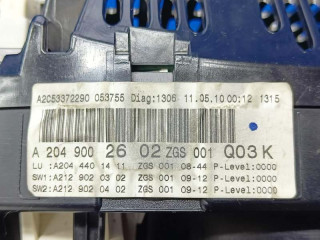 A2C53372290 053755 Diag:1306 11.05.10 00:12 1315
A 204 900 26 02 ZGS 001 Q03K
LU : A204 440 14 11 ZGS 001 08-44 P-Level:0000
SW1:A212 902 03 02 ZGS 001 09-12 P-Level:0000
SW2:A212 902 04 02 ZGS 001 09-12 P-Level:0000